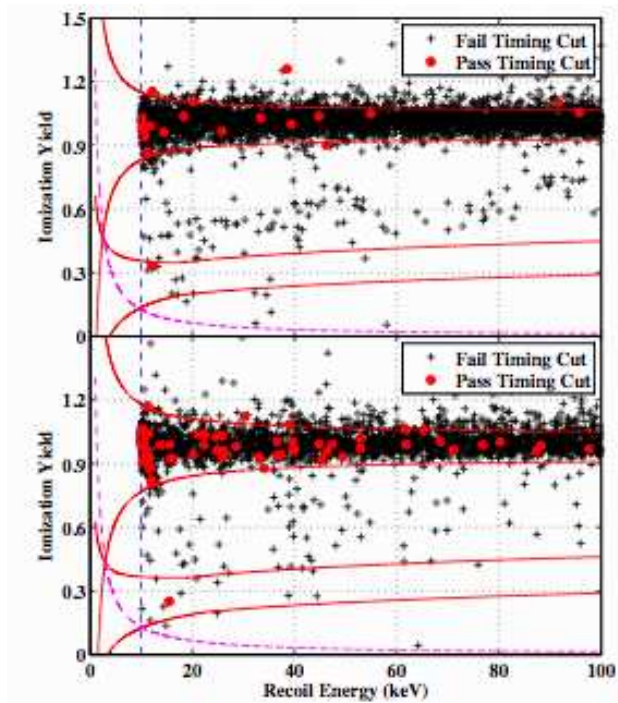 1.5
1.2
0.9
0.6
0.3
0
Ionization Yield
Fail Timing Cut
Pass Timing Cut
1.2
0.9
0.6
0.3
0
Ionization Yield
Fail Timing Cut
Pass Timing Cut
0 20 40 60 80 100
Recoil Energy (keV)